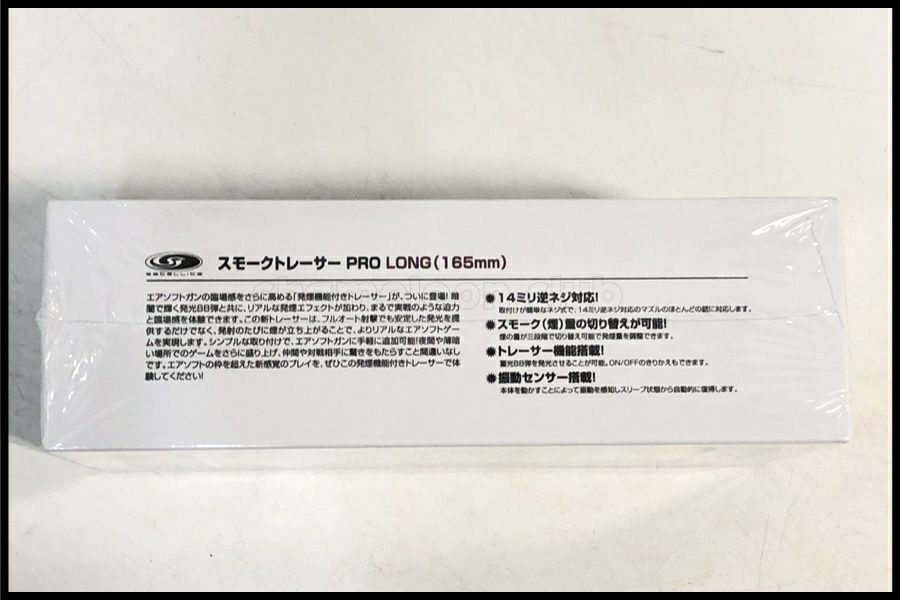 SATELLITE
スモークトレーサー PRO LONG(165mm)
エアソフトガンの臨場感をさらに高める「発煙機能付きトレーサー」が、ついに登場! 暗
闇で輝く発光BB弾と共に、リアルな発煙エフェクトが加わり、まるで実戦のような迫力
と臨場感を体験できます。この新トレーサーは、フルオート射撃でも安定した発光を提
供するだけでなく、発射のたびに煙が立ち上がることで、よりリアルなエアソフトゲー
ムを実現します。シンプルな取り付けで、エアソフトガンに手軽に追加可能!夜間や薄暗
い場所でのゲームをさらに盛り上げ、仲間や対戦相手に驚きをもたらすこと間違いなし
です。エアソフトの枠を超えた新感覚のプレイを、ぜひこの発煙機能付きトレーサーで体
験してください!
✹14ミリ逆ネジ対応!
取付けが簡単なネジ式で、14ミリ逆ネジ対応のマズルのほとんどの銃に対応します。
✹スモーク(煙)量の切り替えが可能!
煙の量が三段階で切り替え可能で発煙量を調整できます。
✹トレーサー機能搭載!
蓄光BB弾を発光させることが可能。ON/OFFのきりかえもできます。
✹振動センサー搭載!
本体を動かすことによって振動を感知しスリープ状態から自動的に復帰します。